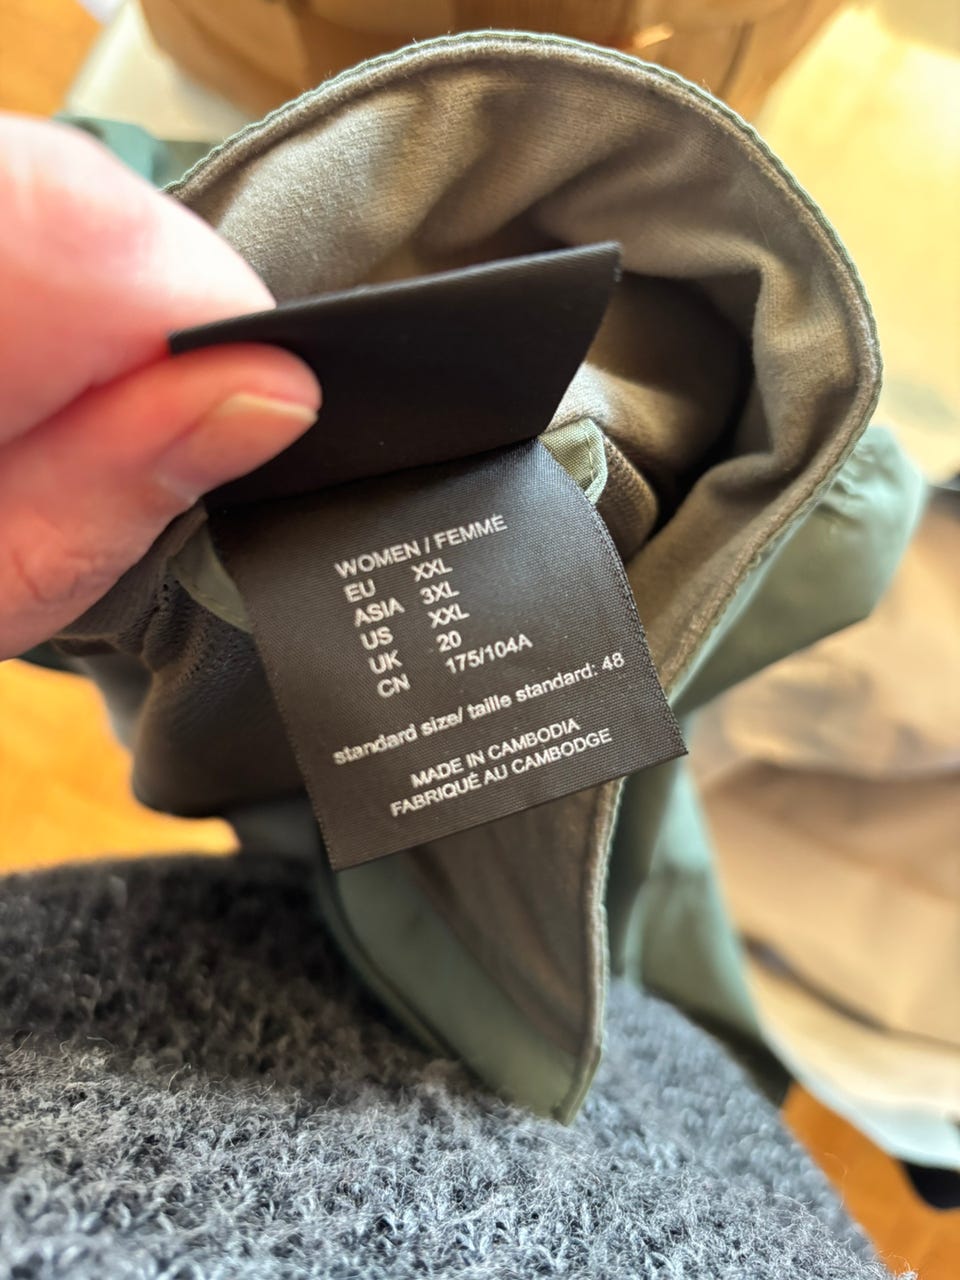 WOMEN / FEMME
EU XXL
ASIA 3XL
US XXL
UK 20
CN 175/104A
standard size/ taille standard: 48
MADE IN CAMBODIA
FABRIQUÉ AU CAMBODGE